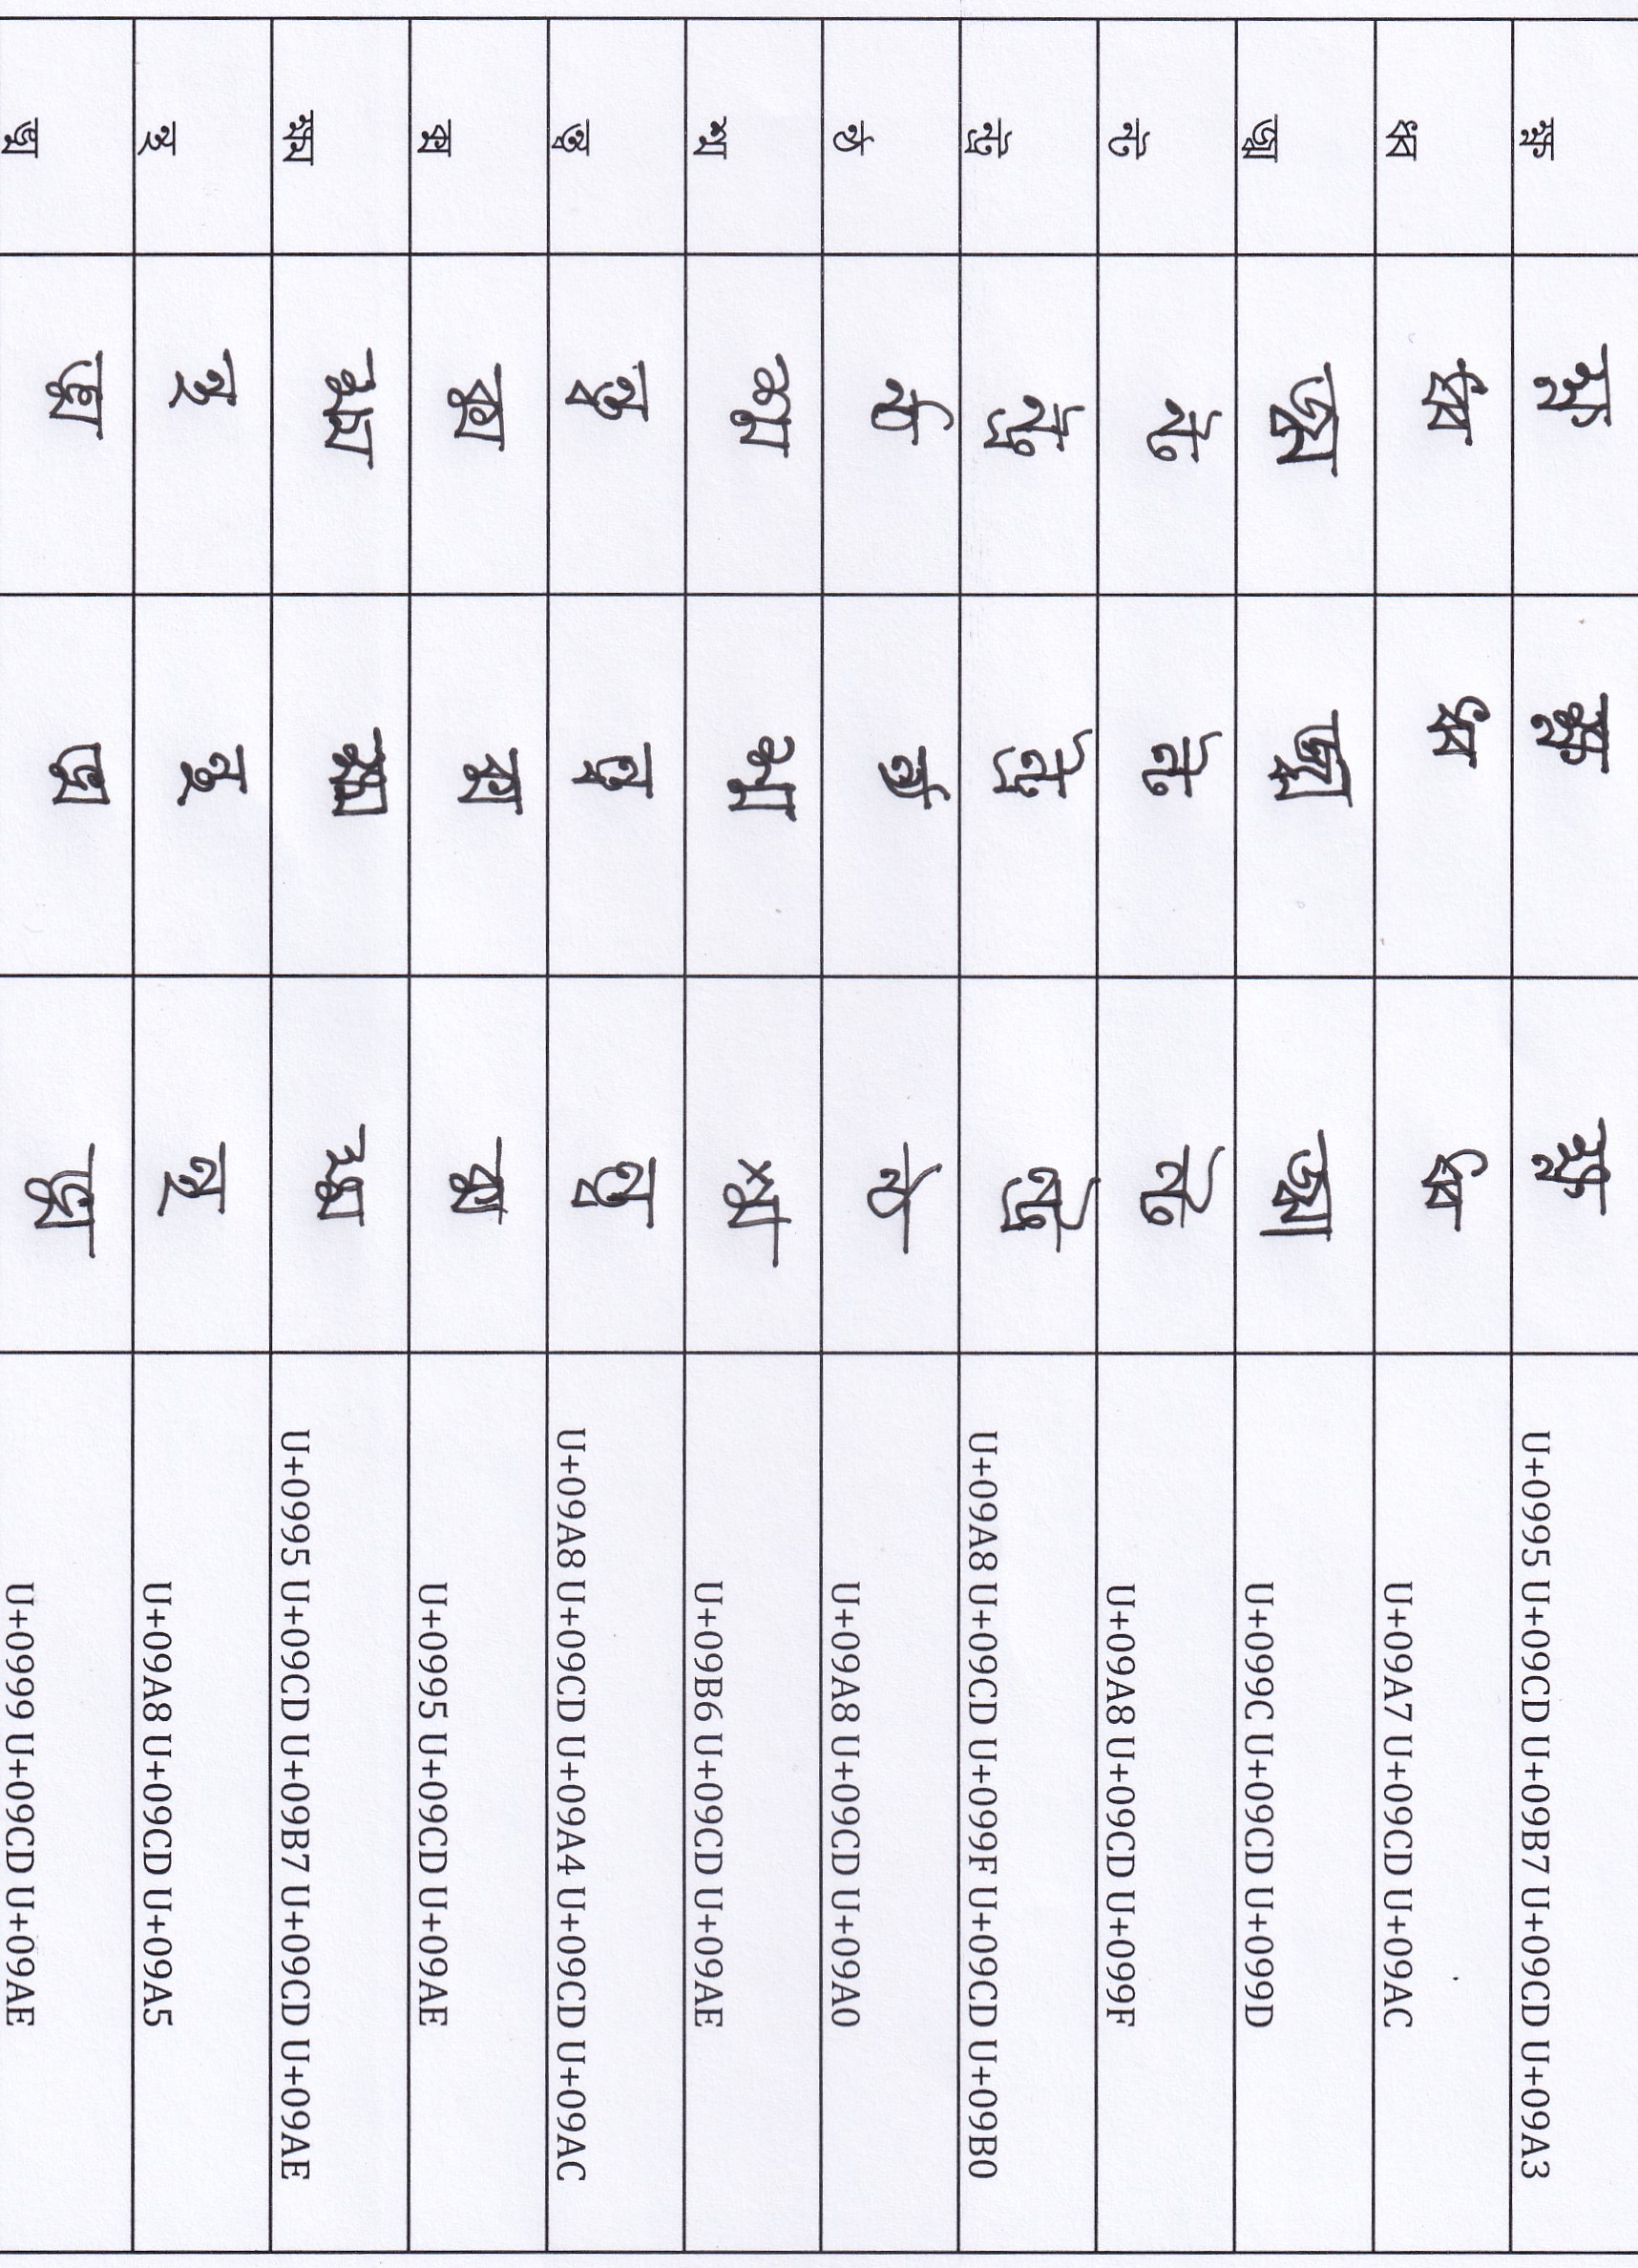 ক্ষ্ণ ক্ষ্ণ ক্ষ্ণ ক্ষ্ণ U+0995 U+09CD U+09B7 U+09CD U+09A3
ধ্ব ধ্ব ধ্ব ধ্ব U+09A7 U+09CD U+09AC
জ্ঝ জ্ঝ জ্ঝ জ্ঝ U+099C U+09CD U+099D
ন্ট ন্ট ন্ট ন্ট U+09A8 U+09CD U+099F
ন্ট্র ন্ট্র ন্ট্র ন্ট্র U+09A8 U+09CD U+099F U+09CD U+09B0
ন্ঠ ন্ঠ ন্ঠ ন্ঠ U+09A8 U+09CD U+09A0
শ্ম শ্ম শ্ম শ্ম U+09B6 U+09CD U+09AE
ন্ত্ব ন্ত্ব ন্ত্ব ন্ত্ব U+09A8 U+09CD U+09A4 U+09CD U+09AC
ক্ম ক্ম ক্ম ক্ম U+0995 U+09CD U+09AE
ক্ষ্ম ক্ষ্ম ক্ষ্ম ক্ষ্ম U+0995 U+09CD U+09B7 U+09CD U+09AE
ন্থ ন্থ ন্থ ন্থ U+09A8 U+09CD U+09A5
ঙ্ম ঙ্ম ঙ্ম ঙ্ম U+0999 U+09CD U+09AE